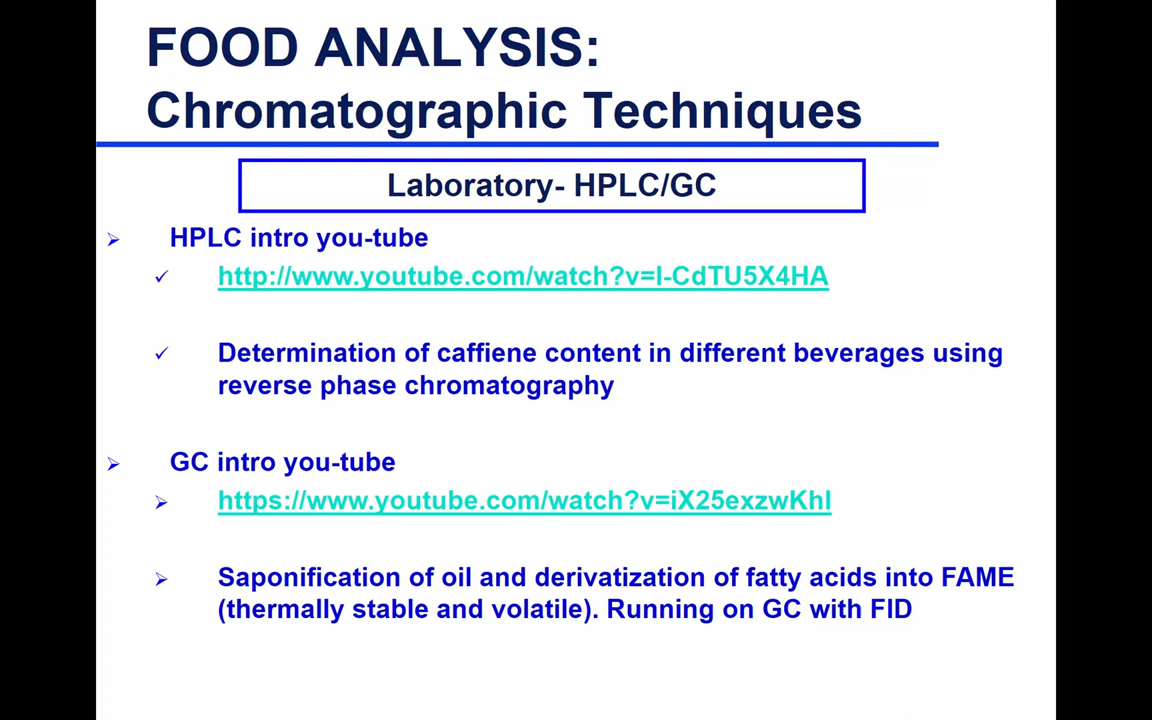 FOOD ANALYSIS:
Chromatographic Techniques
Laboratory- HPLC/GC
HPLC intro you-tube
http://www.youtube.com/watch?v=I-CdTU5X4HA
Determination of caffiene content in different beverages using
reverse phase chromatography
GC intro you-tube
https://www.youtube.com/watch?v=iX25exzwKhI
Saponification of oil and derivatization of fatty acids into FAME
(thermally stable and volatile). Running on GC with FID